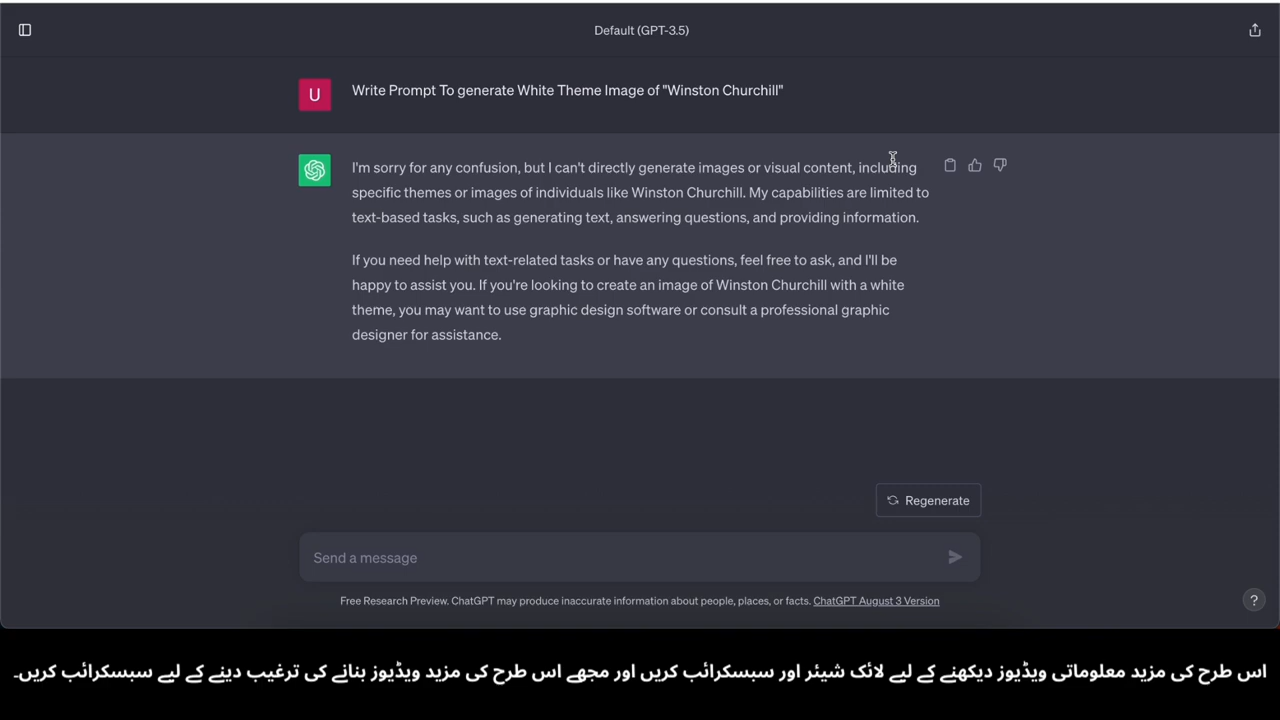 Default (GPT-3.5)
U
Write Prompt To generate White Theme Image of "Winston Churchill"
I'm sorry for any confusion, but I can't directly generate images or visual content, including
specific themes or images of individuals like Winston Churchill. My capabilities are limited to
text-based tasks, such as generating text, answering questions, and providing information.
If you need help with text-related tasks or have any questions, feel free to ask, and I'll be
happy to assist you. If you're looking to create an image of Winston Churchill with a white
theme, you may want to use graphic design software or consult a professional graphic
designer for assistance.
Regenerate
Send a message
Free Research Preview. ChatGPT may produce inaccurate information about people, places, or facts. ChatGPT August 3 Version
?
اس طرح کی مزید معلوماتی ویڈیوز دیکھنے کے لیے لائک شیئر اور سبسکرائب کریں اور مجھے اس طرح کی مزید ویڈیوز بنانے کی ترغیب دینے کے لیے سبسکرائب کریں۔